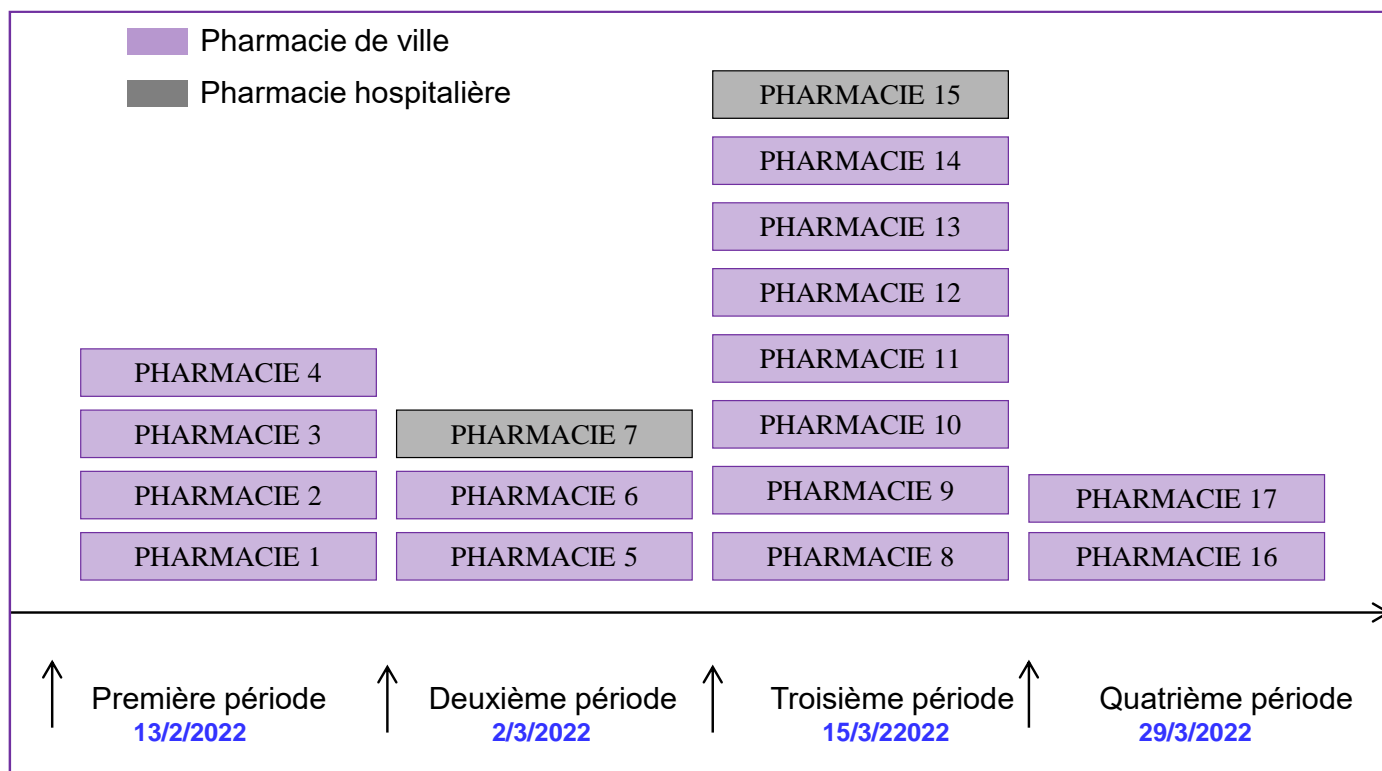 Pharmacie de ville
Pharmacie hospitalière
PHARMACIE 15
PHARMACIE 14
PHARMACIE 13
PHARMACIE 12
PHARMACIE 11
PHARMACIE 4
PHARMACIE 3
PHARMACIE 7
PHARMACIE 10
PHARMACIE 2
PHARMACIE 6
PHARMACIE 9
PHARMACIE 17
PHARMACIE 1
PHARMACIE 5
PHARMACIE 8
PHARMACIE 16
Première période
13/2/2022
Deuxième période
2/3/2022
Troisième période
15/3/22022
Quatrième période
29/3/2022